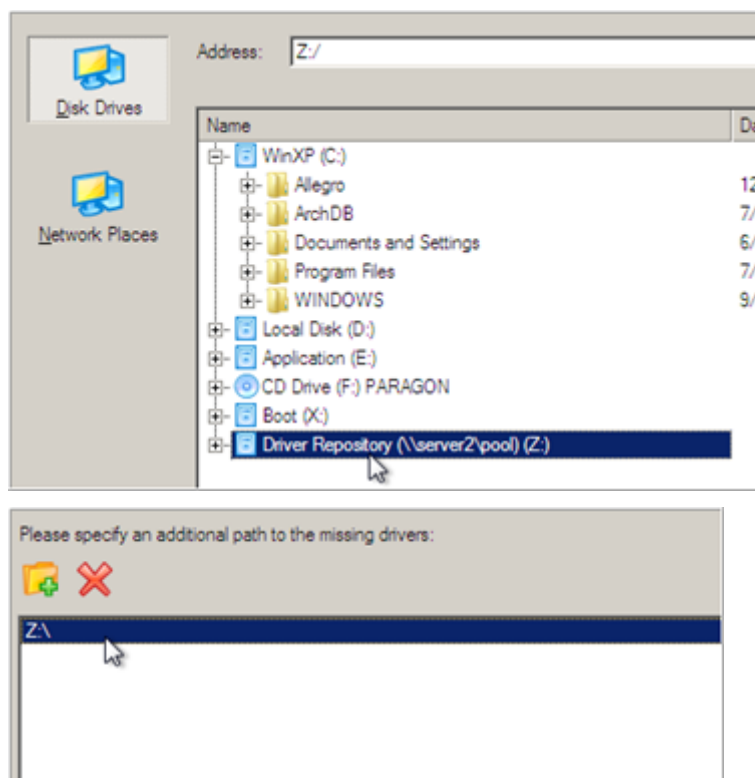 Address: Z:/
Disk Drives
Name Da
WinXP (C:)
Allegro 12
ArchDB 7/
Documents and Settings 6/
Program Files 7/
WINDOWS 9/
Network Places
Local Disk (D:)
Application (E:)
CD Drive (F:) PARAGON
Boot (X:)
Driver Repository (\\server2\pool) (Z:)
Please specify an additional path to the missing drivers:
Z:\